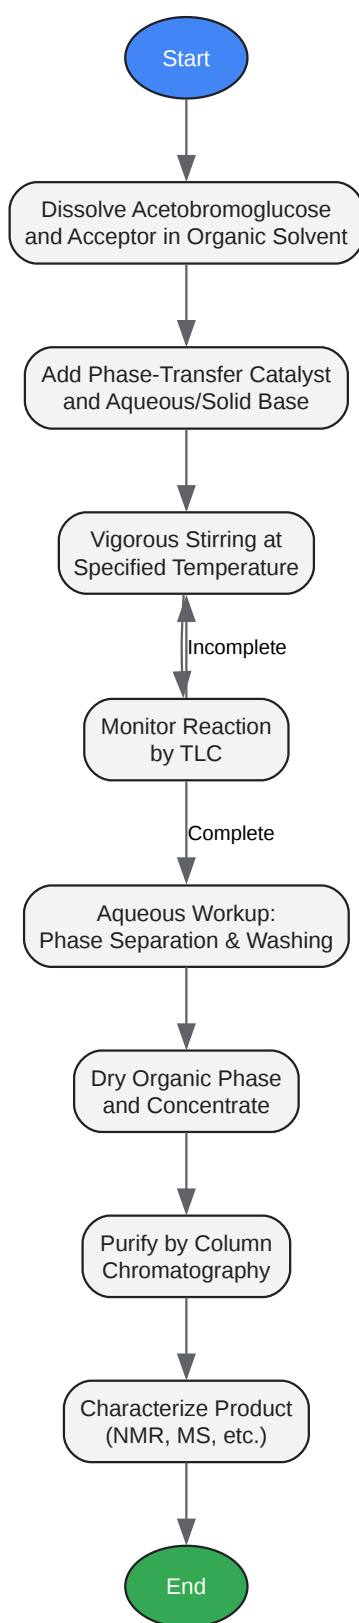 Start
Dissolve Acetobromoglucose
and Acceptor in Organic Solvent
Add Phase-Transfer Catalyst
and Aqueous/Solid Base
Vigorous Stirring at
Specified Temperature
Incomplete
Monitor Reaction
by TLC
Complete
Aqueous Workup:
Phase Separation & Washing
Dry Organic Phase
and Concentrate
Purify by Column
Chromatography
Characterize Product
(NMR, MS, etc.)
End